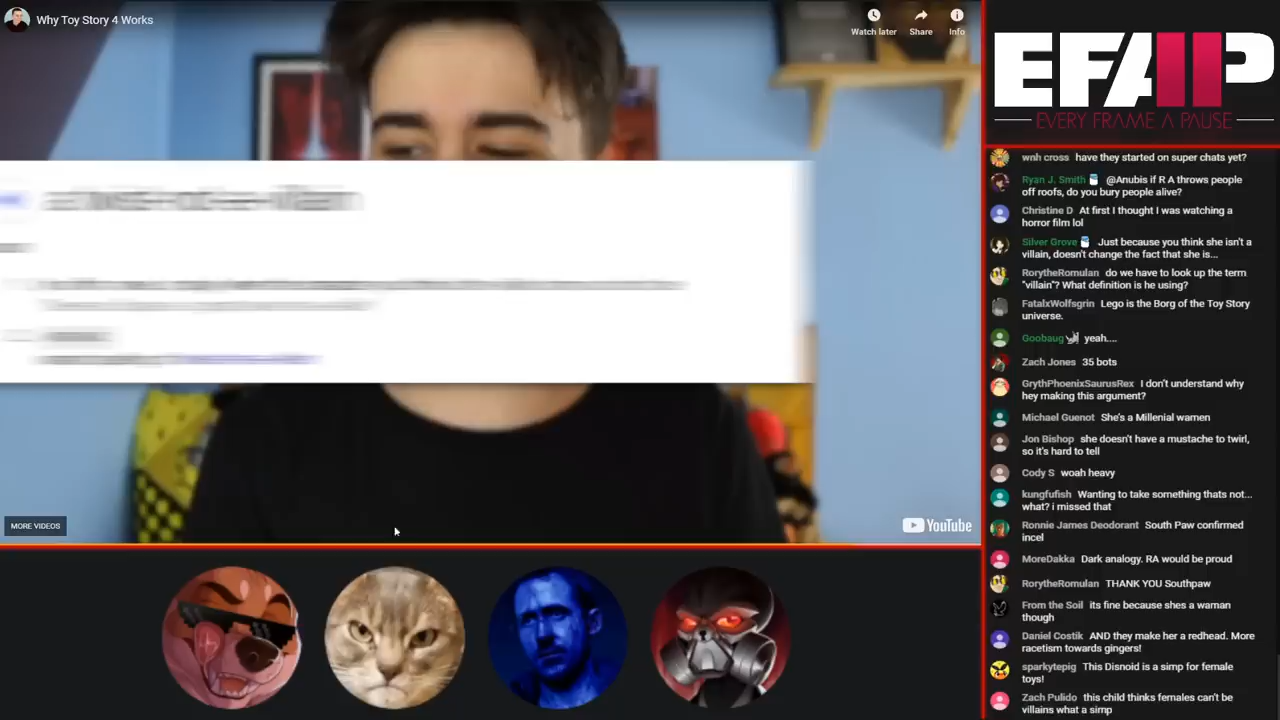 Why Toy Story 4 Works
Watch later
Share
Info
MORE VIDEOS
YouTube
EFAP
EVERY FRAME A PAUSE
wnh cross have they started on super chats yet?
Ryan J. Smith @Anubis if R A throws people
off roofs, do you bury people alive?
Christine D At first I thought I was watching a
horror film lol
Silver Grove Just because you think she isn't a
villain, doesn't change the fact that she is...
RorytheRomulan do we have to look up the term
"villain"? What definition is he using?
FatalxWolfsgrin Lego is the Borg of the Toy Story
universe.
Goobaug yeah....
Zach Jones 35 bots
GrythPhoenixSaurusRex I don't understand why
hey making this argument?
Michael Guenot She's a Millenial wamen
Jon Bishop she doesn't have a mustache to twirl,
so it's hard to tell
Cody S woah heavy
kungfufish Wanting to take something thats not...
what? i missed that
Ronnie James Deodorant South Paw confirmed
incel
MoreDakka Dark analogy. RA would be proud
RorytheRomulan THANK YOU Southpaw
From the Soil its fine because shes a waman
though
Daniel Costik AND they make her a redhead. More
racetism towards gingers!
sparkytepig This Disnoid is a simp for female
toys!
Zach Pulido this child thinks females can't be
villains what a simp